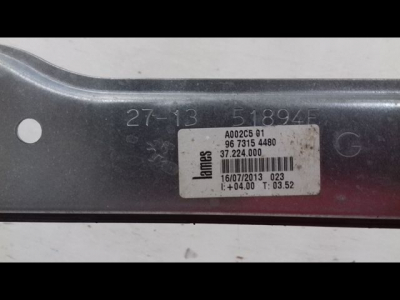 27-13 51894F
G
A002C5 01
96 7315 4480
37.224.000
lames
16/07/2013 023
I:+04.00 T: 03.52